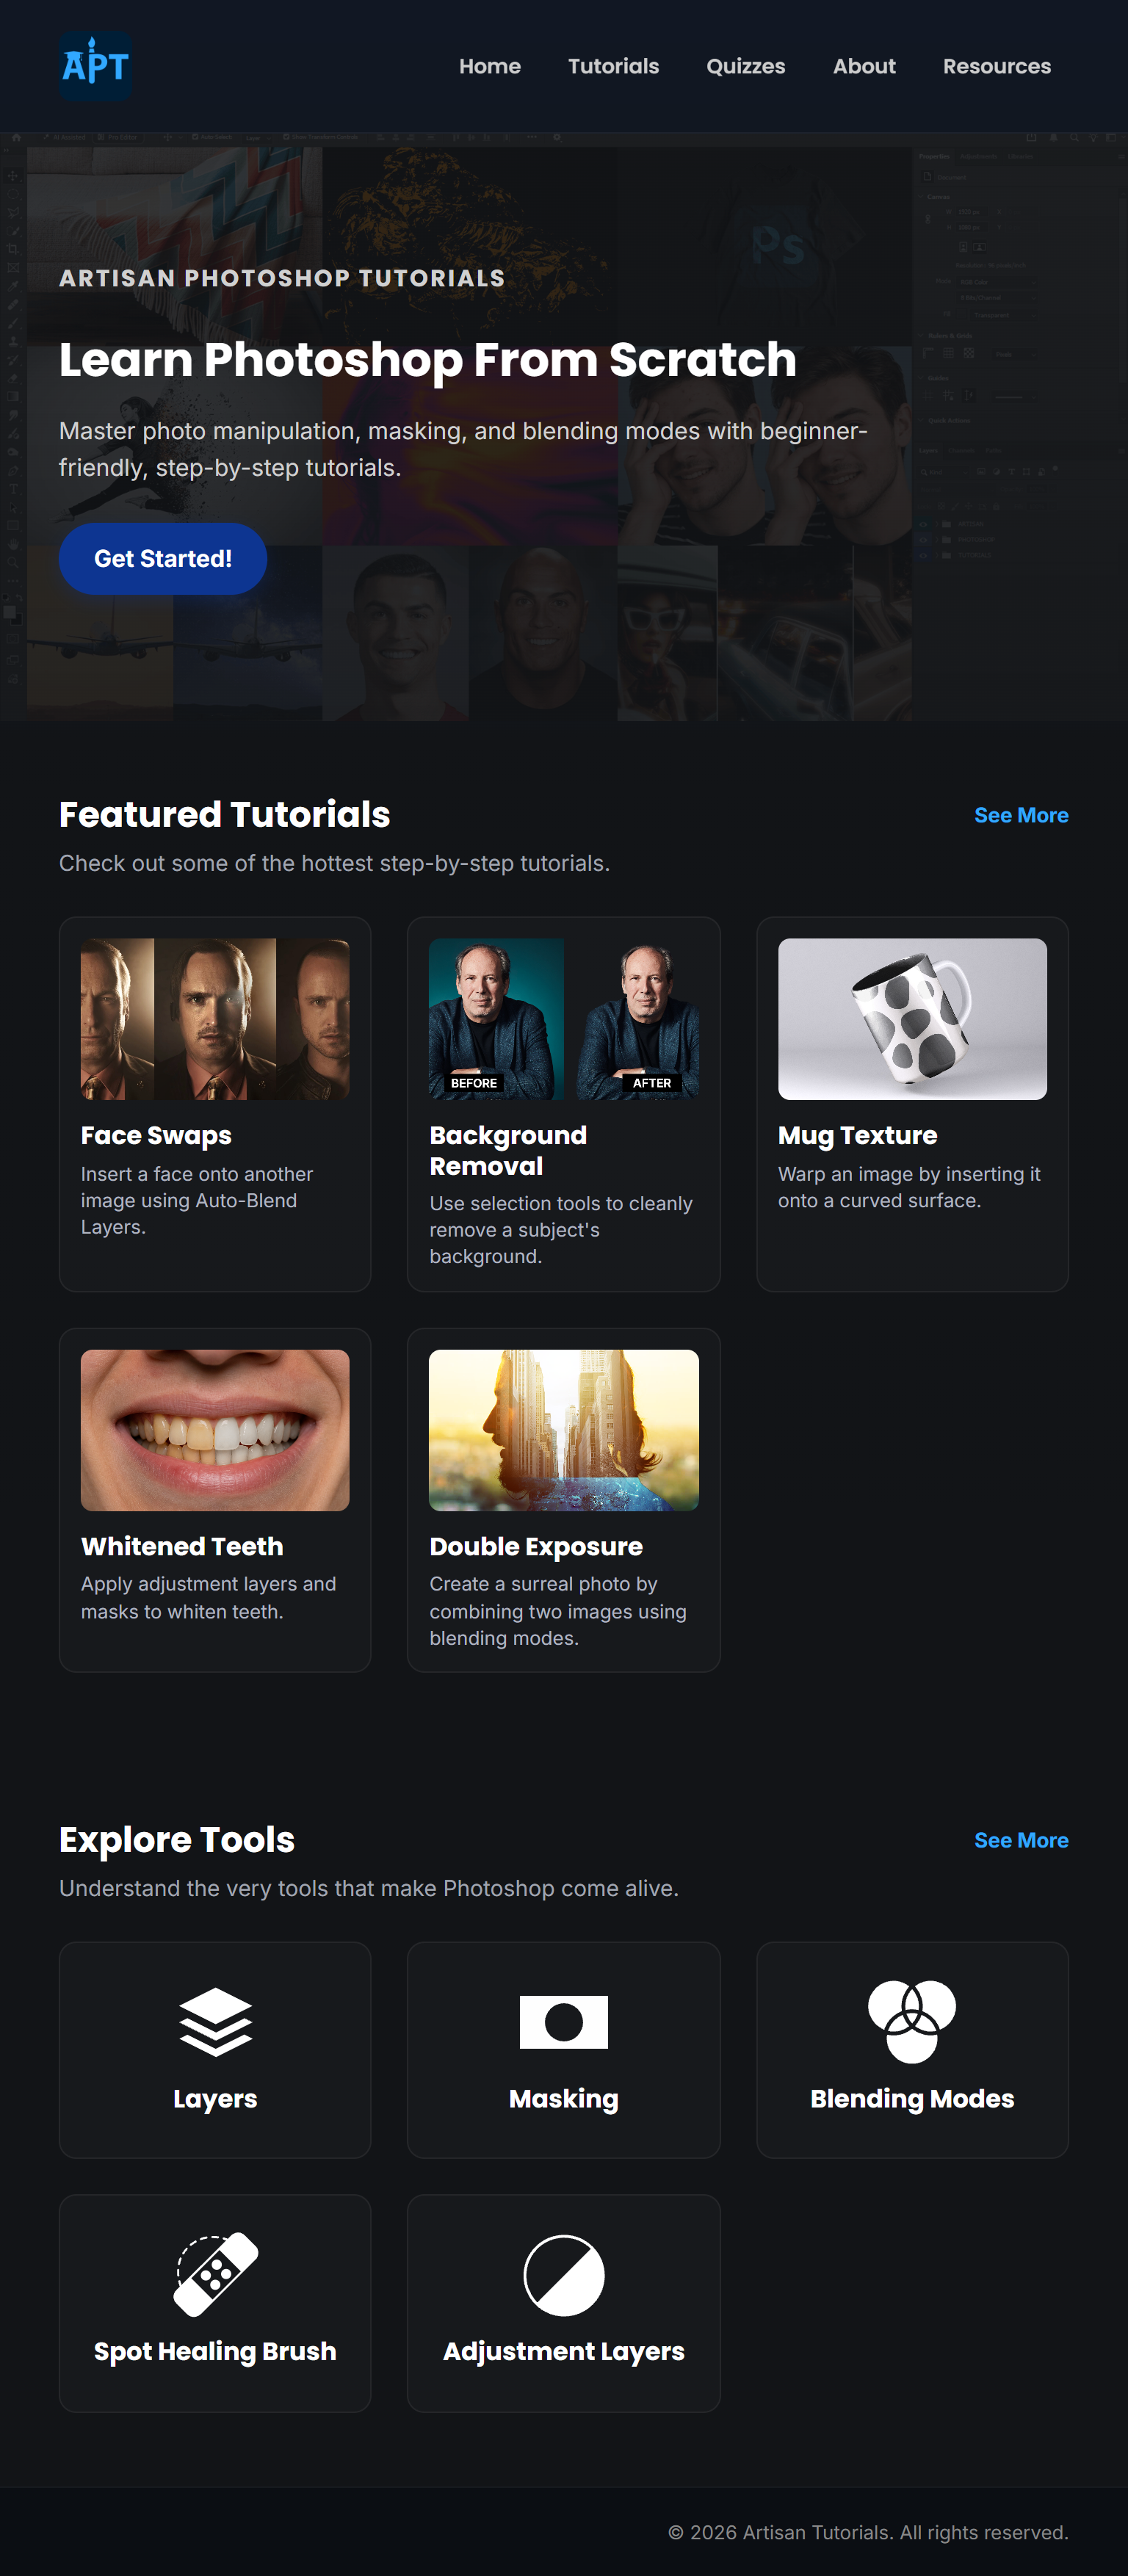 APT
Home Tutorials Quizzes About Resources
Properties
Canvas
Ps
ARTISAN PHOTOSHOP TUTORIALS
Learn Photoshop From Scratch
Master photo manipulation, masking, and blending modes with beginner-
friendly, step-by-step tutorials.
Get Started!
Featured Tutorials
See More
Check out some of the hottest step-by-step tutorials.
BEFORE
AFTER
Face Swaps
Insert a face onto another
image using Auto-Blend
Layers.
Background
Removal
Use selection tools to cleanly
remove a subject's
background.
Mug Texture
Warp an image by inserting it
onto a curved surface.
Whitened Teeth
Apply adjustment layers and
masks to whiten teeth.
Double Exposure
Create a surreal photo by
combining two images using
blending modes.
Explore Tools
See More
Understand the very tools that make Photoshop come alive.
Layers
Masking
Blending Modes
Spot Healing Brush
Adjustment Layers
© 2026 Artisan Tutorials. All rights reserved.